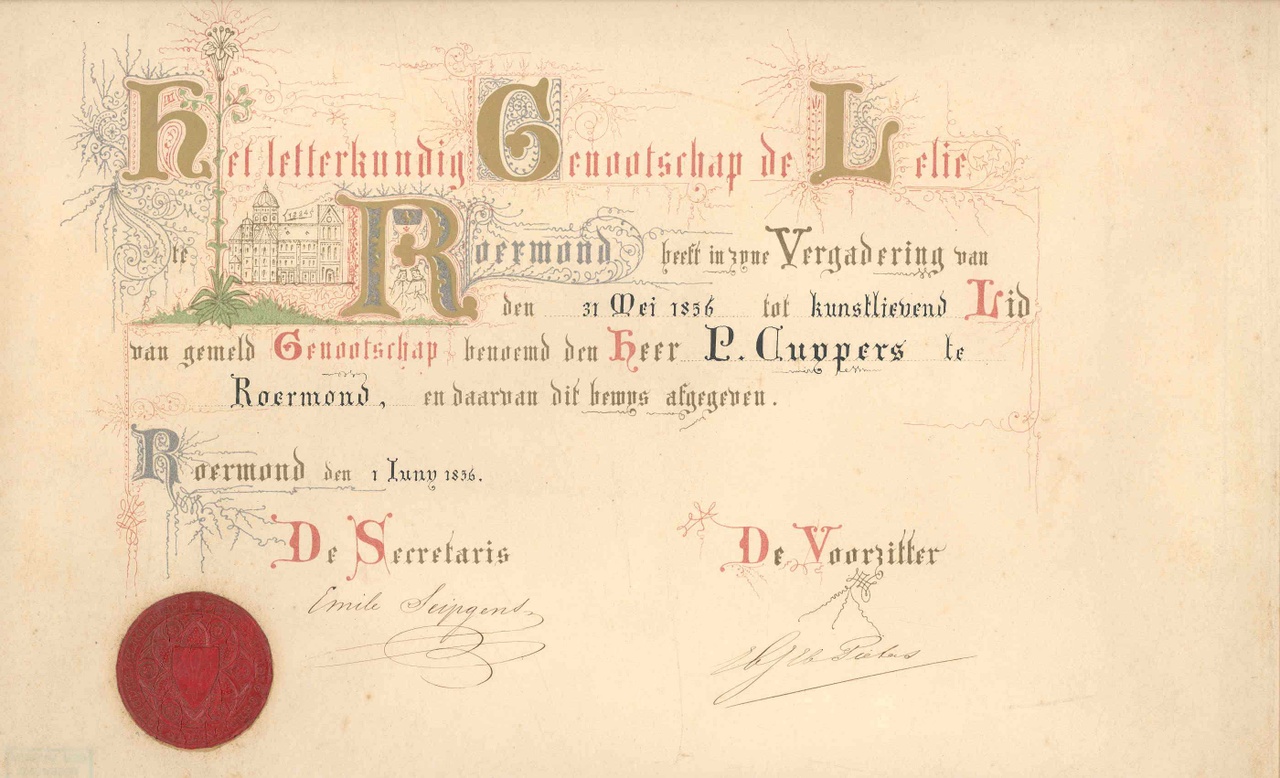 Het letterkundig Genootschap de Lelie
te Roermond heeft in zyne Vergadering van
den 31 Mei 1856 tot kunstlievend Lid
van gemeld Genootschap benoemd den Heer P. Cuypers te
Roermond, en daarvan dit bewys afgegeven.
Roermond den 1 Juny 1856.
De Secretaris De Voorzitter
Emile Seipgens Pieters